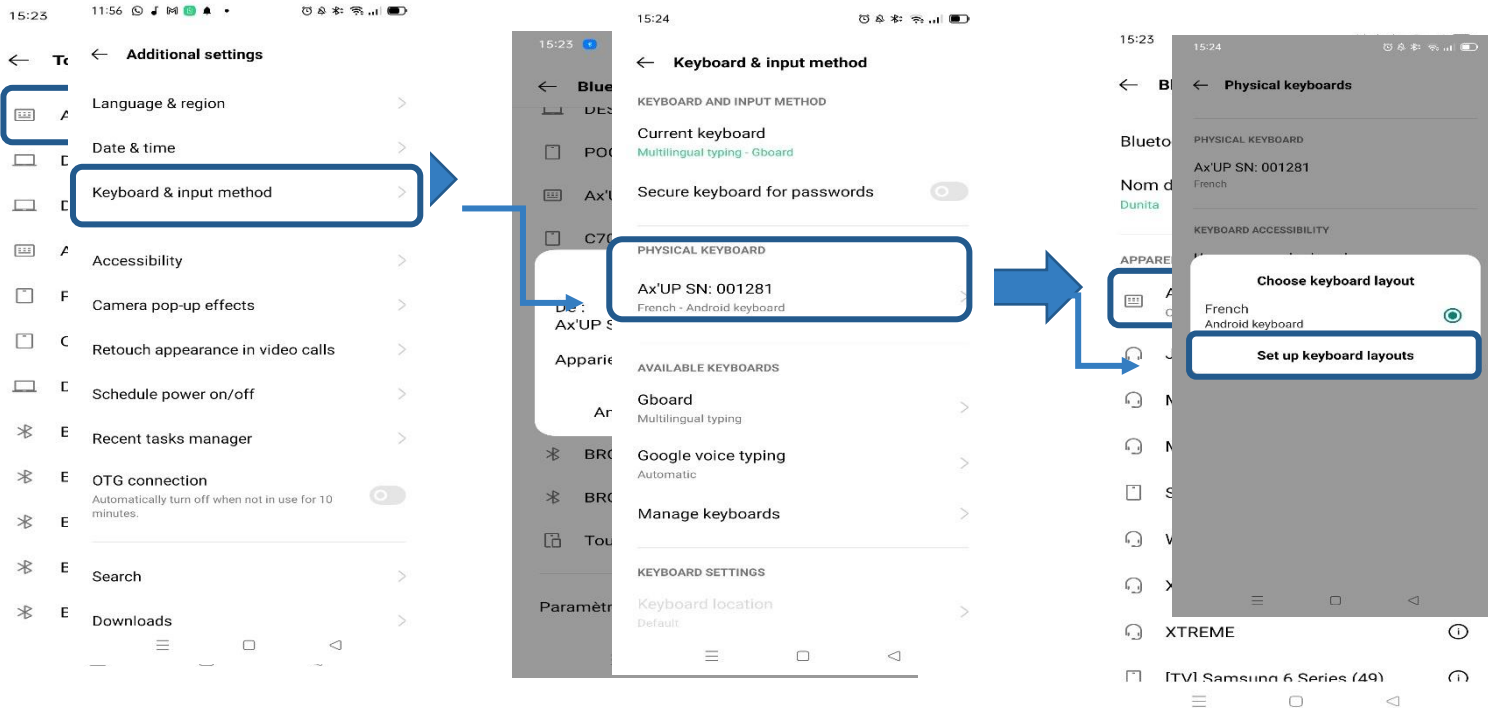 15:23
11:56
Additional settings
Language & region
Date & time
Keyboard & input method
Accessibility
Camera pop-up effects
Retouch appearance in video calls
Schedule power on/off
Recent tasks manager
OTG connection
Automatically turn off when not in use for 10
minutes.
Search
Downloads
15:23
Blue
DES
POC
Ax'U
C70
De :
Ax'UP S
Apparie
BRO
BRO
Tou
Paramètr
15:24
Keyboard & input method
KEYBOARD AND INPUT METHOD
Current keyboard
Multilingual typing - Gboard
Secure keyboard for passwords
PHYSICAL KEYBOARD
Ax'UP SN: 001281
French - Android keyboard
AVAILABLE KEYBOARDS
Gboard
Multilingual typing
Google voice typing
Automatic
Manage keyboards
KEYBOARD SETTINGS
Keyboard location
Default
15:23
Blueto
Nom d
Dunita
APPARE
XTREME
[TV] Samsung 6 Series (49)
15:24
Physical keyboards
PHYSICAL KEYBOARD
Ax'UP SN: 001281
French
KEYBOARD ACCESSIBILITY
Choose keyboard layout
French
Android keyboard
Set up keyboard layouts